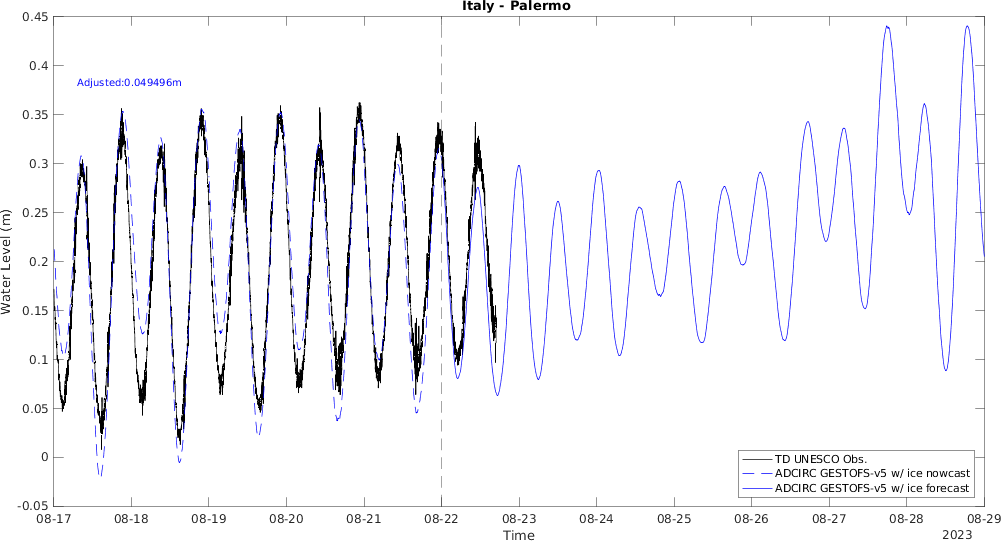 Italy - Palermo
0.45
0.4
0.35
0.3
0.25
0.2
0.15
0.1
0.05
0
-0.05
Water Level (m)
Adjusted:0.049496m
TD UNESCO Obs.
ADCIRC GESTOFS-v5 w/ ice nowcast
ADCIRC GESTOFS-v5 w/ ice forecast
08-17 08-18 08-19 08-20 08-21 08-22 08-23 08-24 08-25 08-26 08-27 08-28 08-29
Time
2023